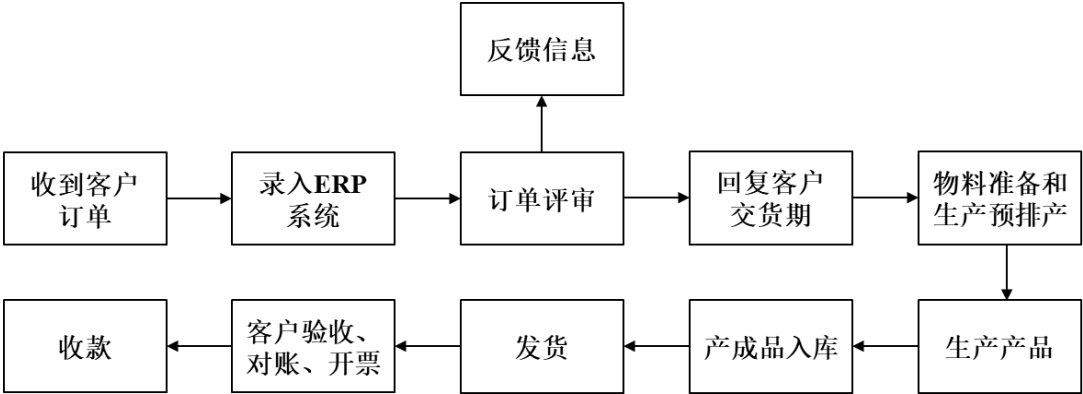 反馈信息
收到客户
订单
录入ERP
系统
订单评审
回复客户
交货期
物料准备和
生产预排产
收款
客户验收、
对账、开票
发货
产成品入库
生产产品